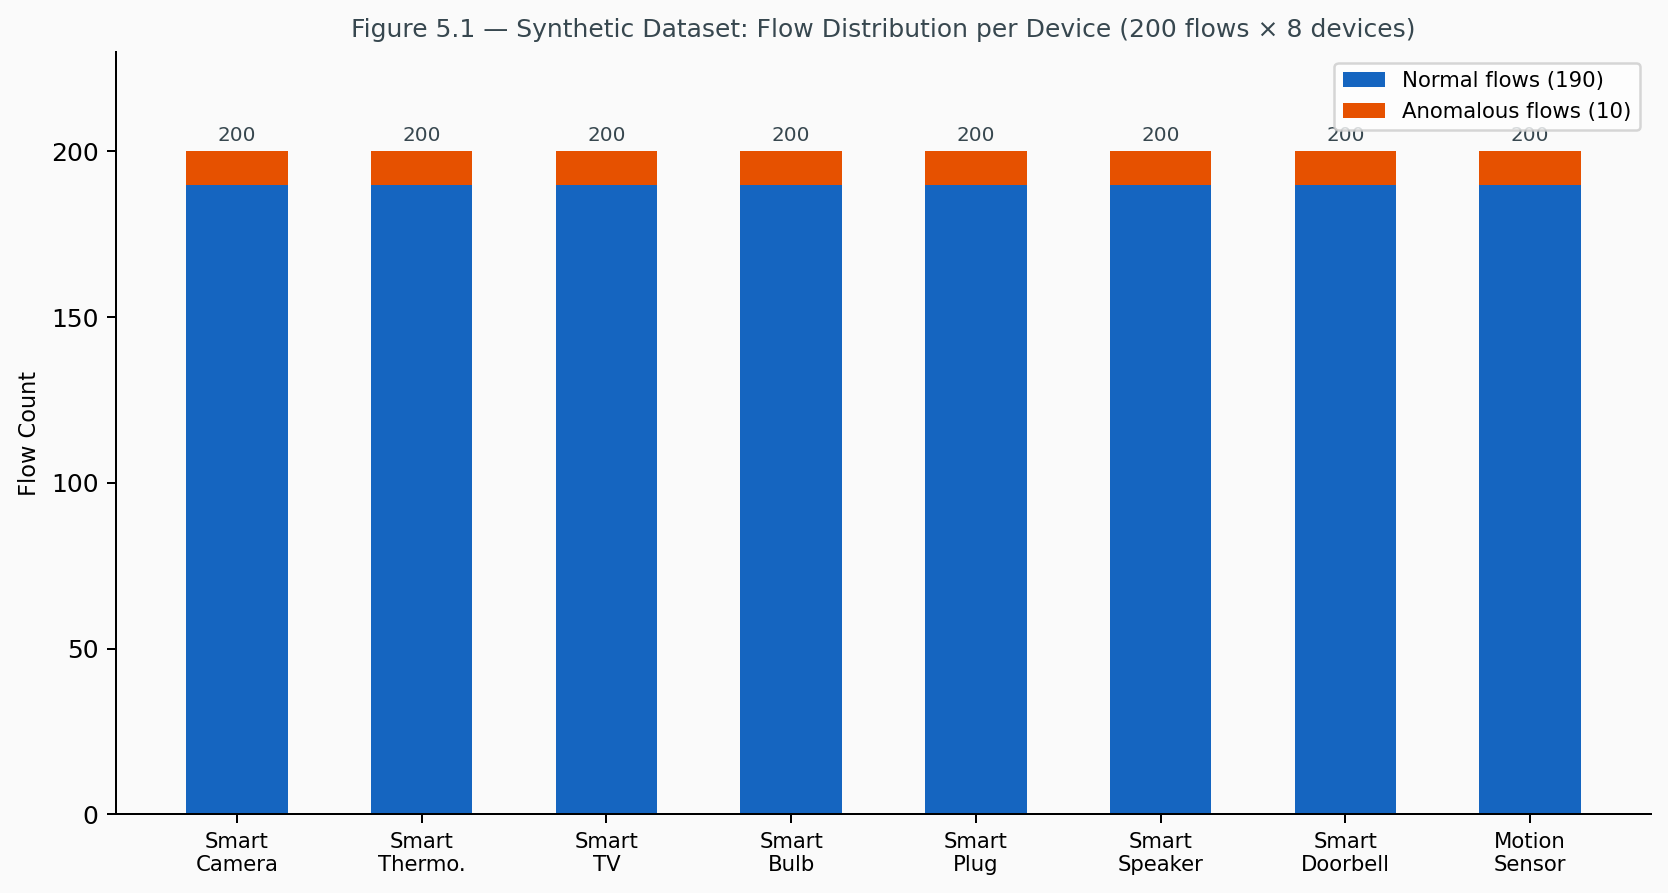 Figure 5.1 — Synthetic Dataset: Flow Distribution per Device (200 flows × 8 devices)
Normal flows (190)
Anomalous flows (10)
200 200 200 200 200 200 200 200
200
150
100
50
0
Flow Count
Smart Smart Smart Smart Smart Smart Smart Motion
Camera Thermo. TV Bulb Plug Speaker Doorbell Sensor